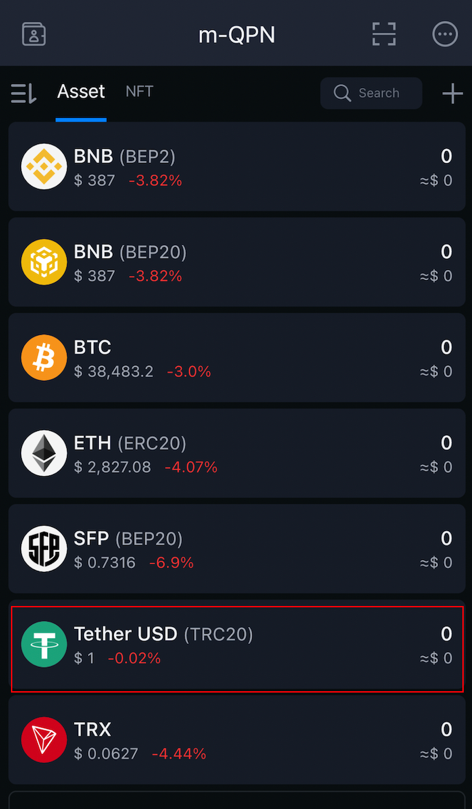 m-QPN
Asset NFT Search
BNB (BEP2) 0
$ 387 -3.82% ≈$ 0
BNB (BEP20) 0
$ 387 -3.82% ≈$ 0
BTC 0
$ 38,483.2 -3.0% ≈$ 0
ETH (ERC20) 0
$ 2,827.08 -4.07% ≈$ 0
SFP SFP (BEP20) 0
$ 0.7316 -6.9% ≈$ 0
Tether USD (TRC20) 0
$ 1 -0.02% ≈$ 0
TRX 0
$ 0.0627 -4.44% ≈$ 0